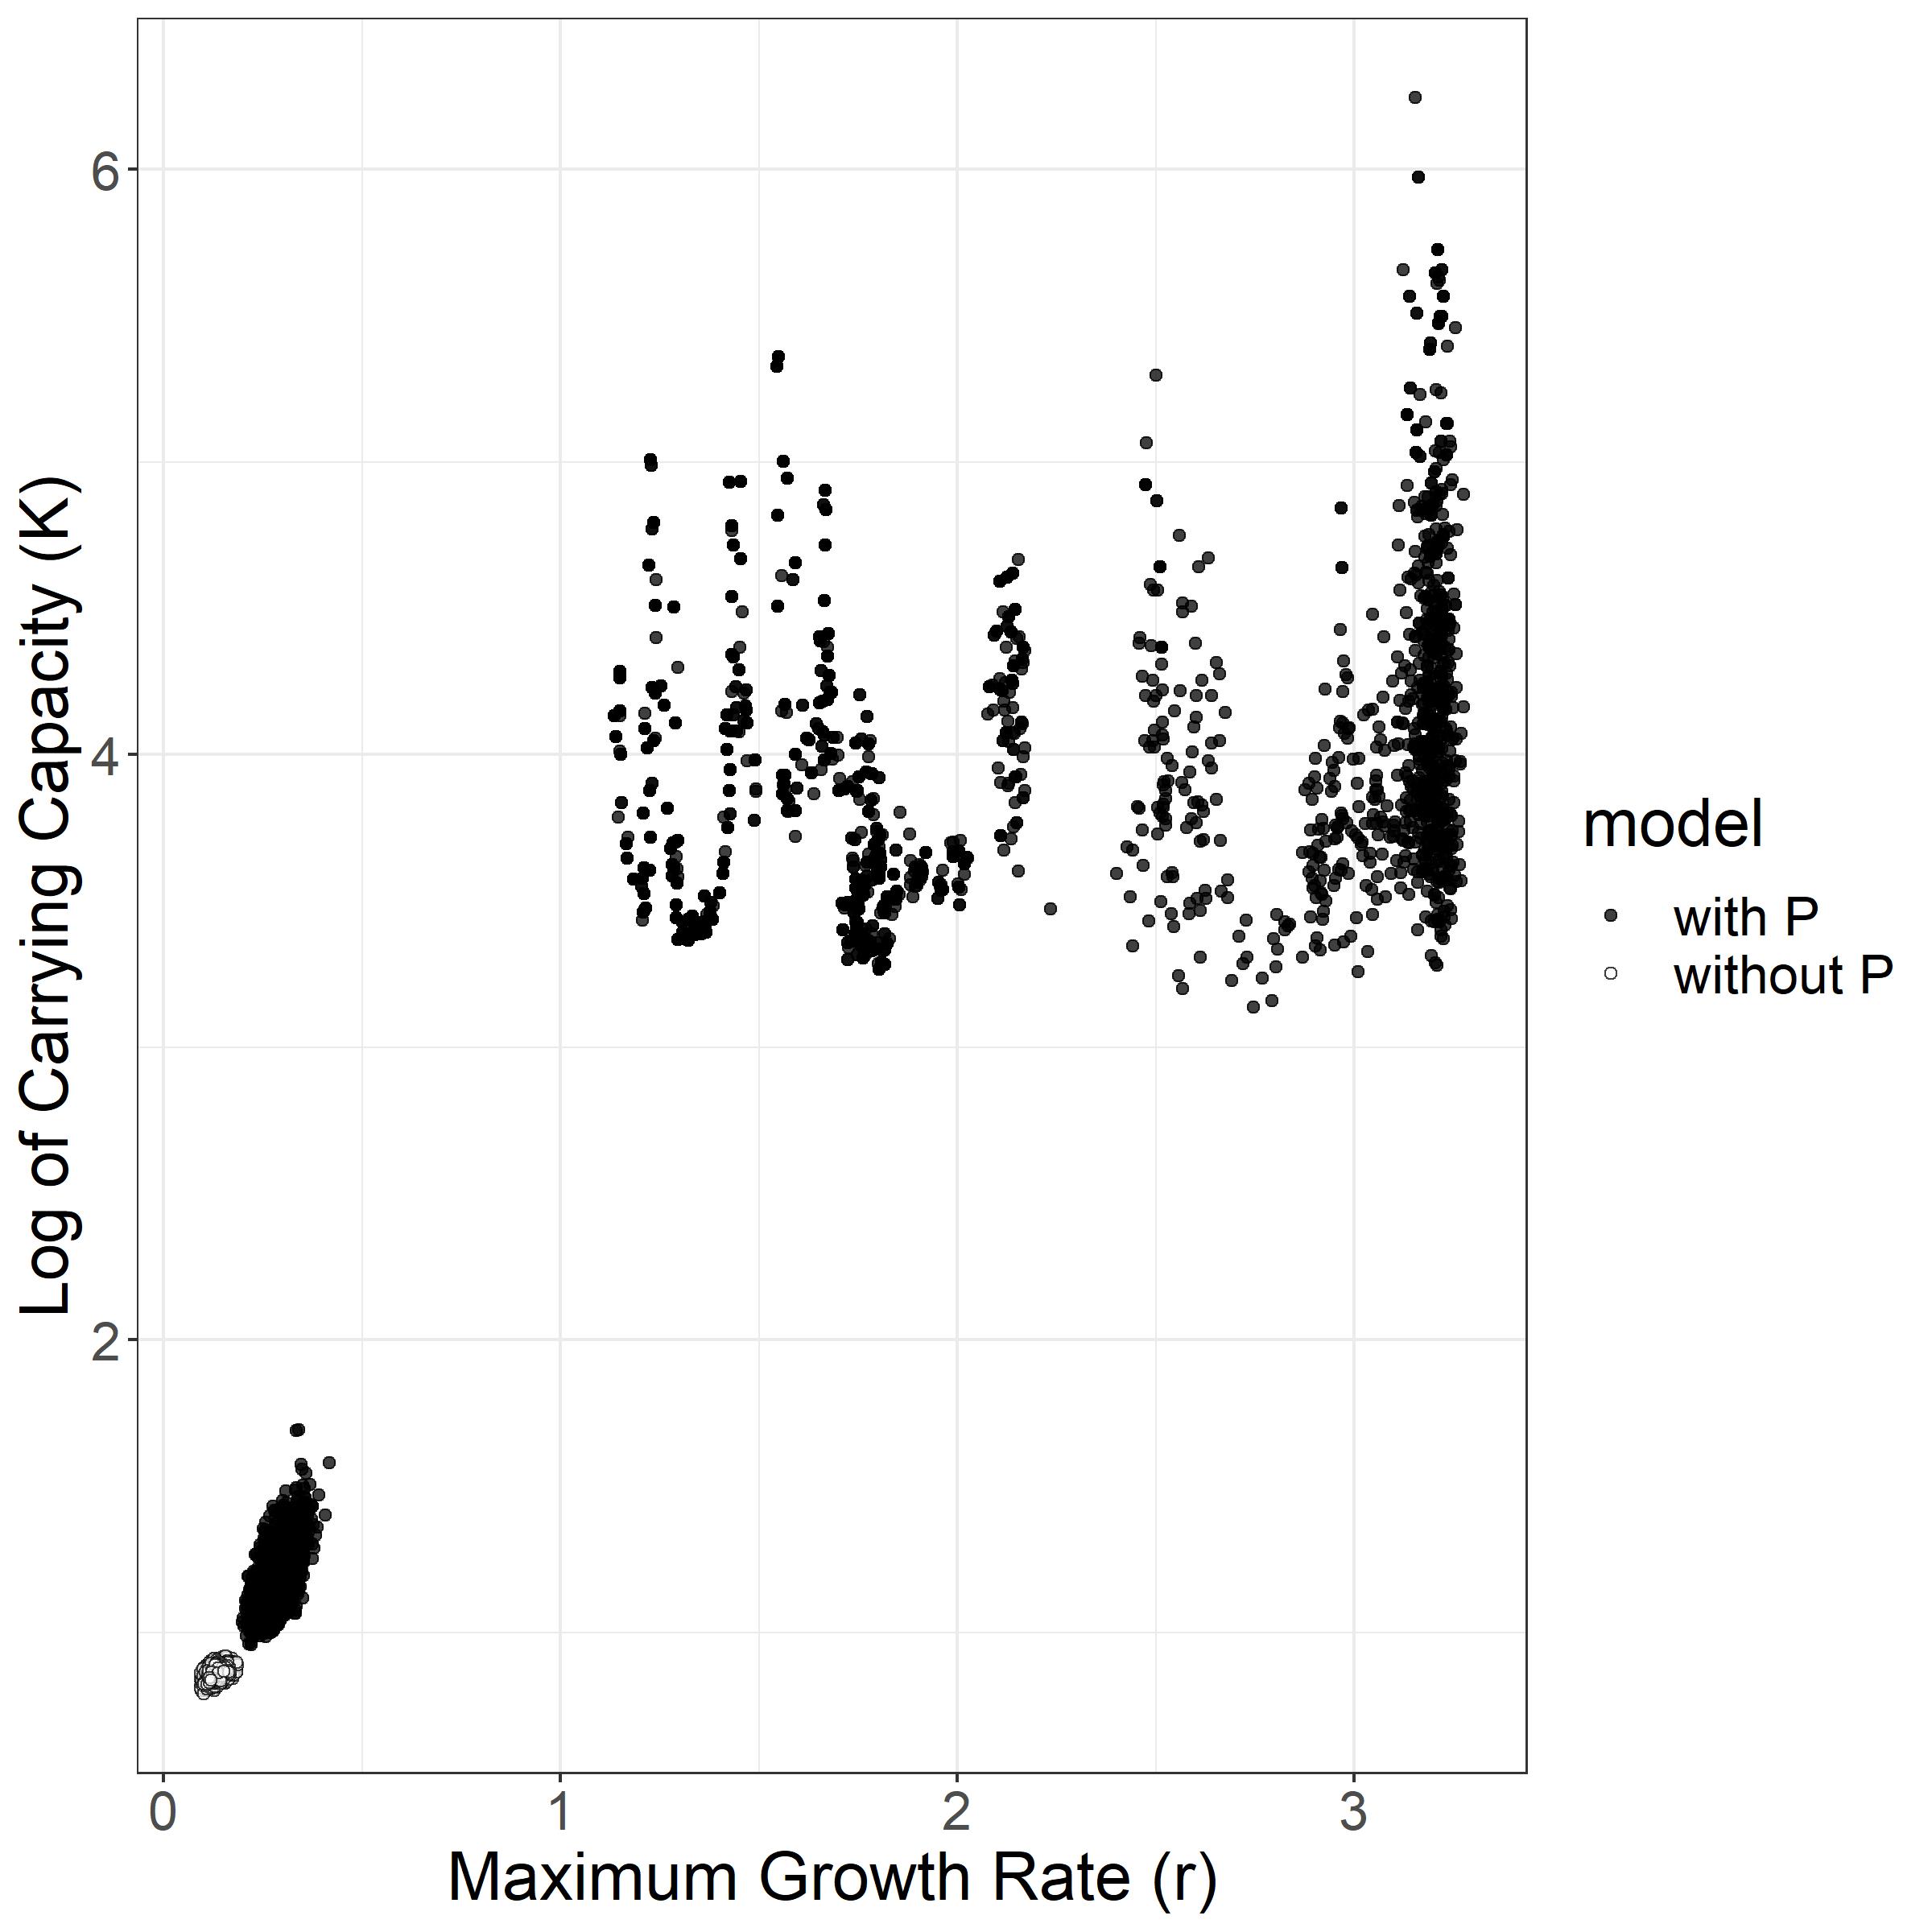 Log of Carrying Capacity (K)
6
4
2
0 1 2 3
Maximum Growth Rate (r)
model
with P
without P